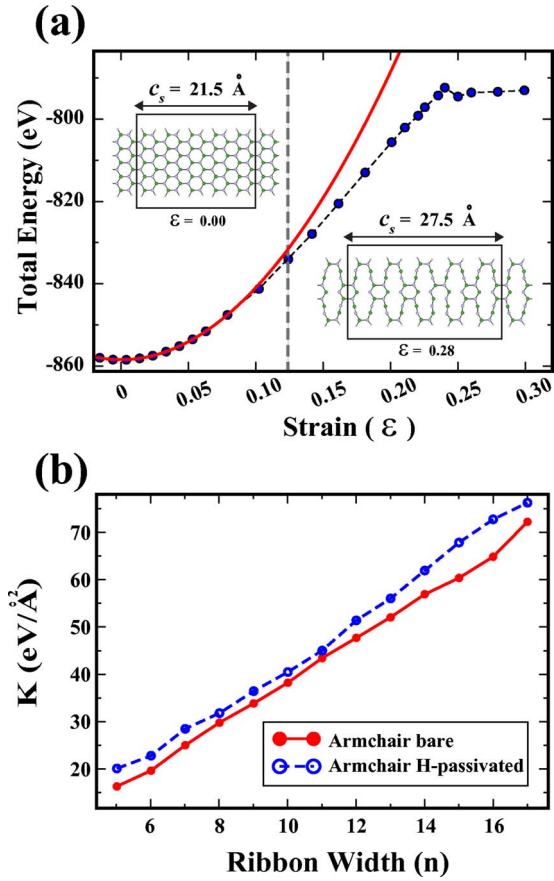 (a)
c_s = 21.5 Å
ε = 0.00
c_s = 27.5 Å
ε = 0.28
Total Energy (eV)
-800
-820
-840
-860
0 0.05 0.10 0.15 0.20 0.25 0.30
Strain ( ε )
(b)
K (eV/Å²)
70
60
50
40
30
20
Armchair bare
Armchair H-passivated
6 8 10 12 14 16
Ribbon Width (n)